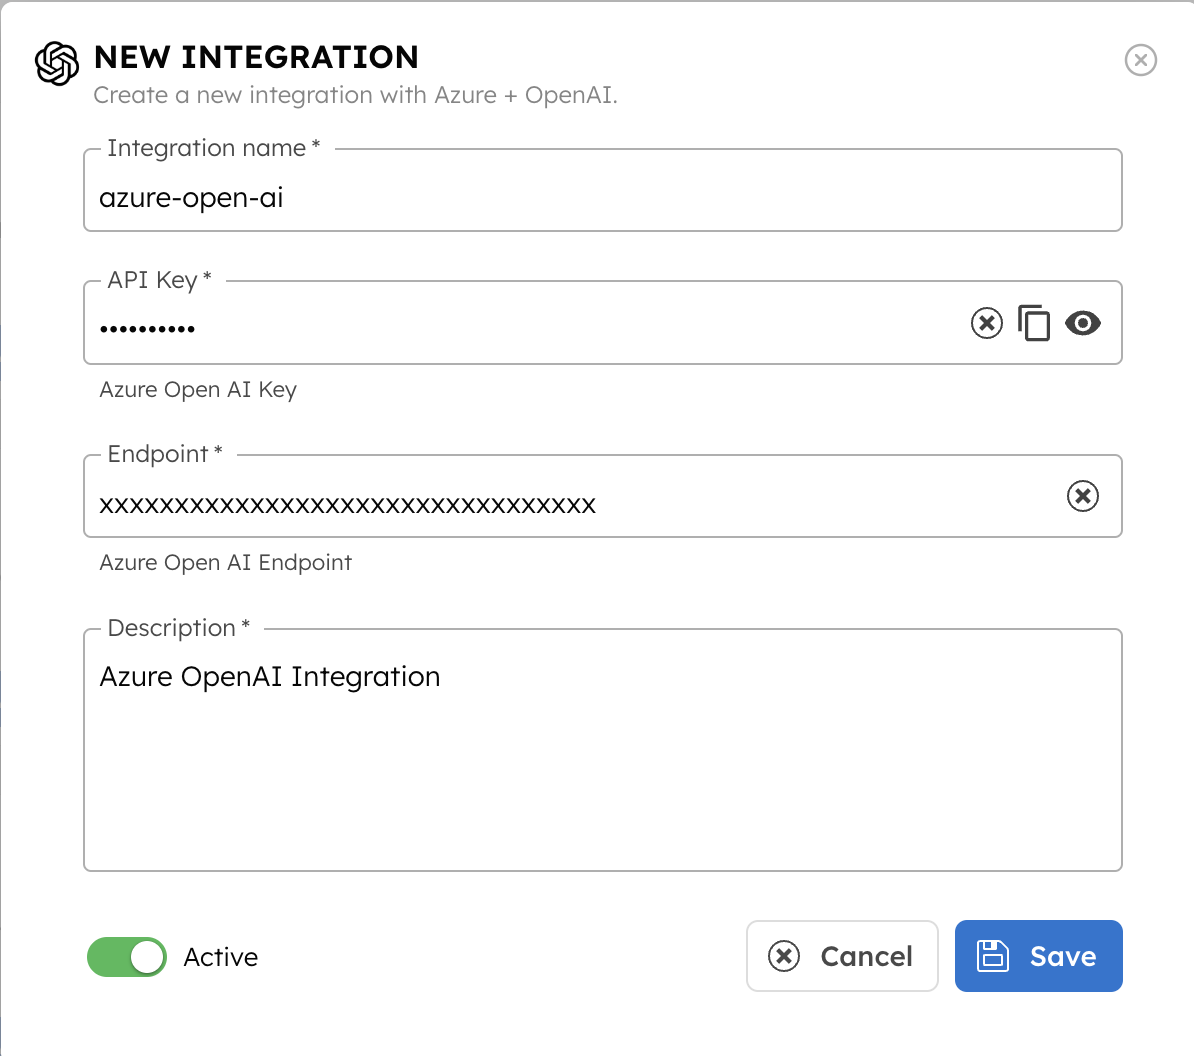 NEW INTEGRATION
Create a new integration with Azure + OpenAI.
Integration name *
azure-open-ai
API Key *
••••••••••
Azure Open AI Key
Endpoint *
xxxxxxxxxxxxxxxxxxxxxxxxxxxxxxxxx
Azure Open AI Endpoint
Description *
Azure OpenAI Integration
Active
Cancel
Save